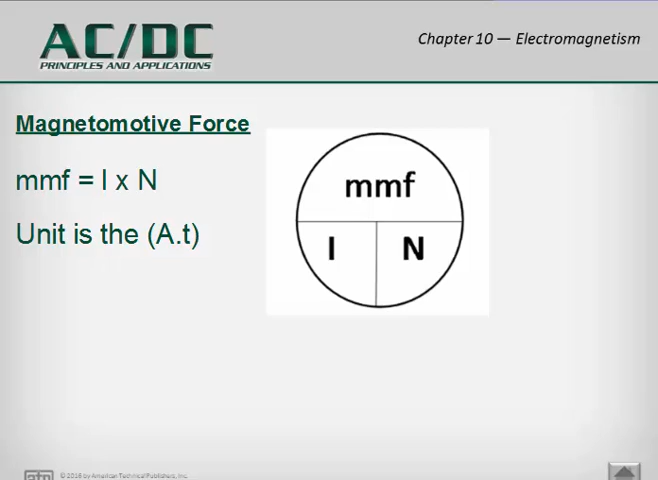 AC/DC
PRINCIPLES AND APPLICATIONS
Chapter 10 — Electromagnetism
Magnetomotive Force
mmf = I x N
Unit is the (A.t)
mmf
I N
atp
© 2016 by American Technical Publishers, Inc.